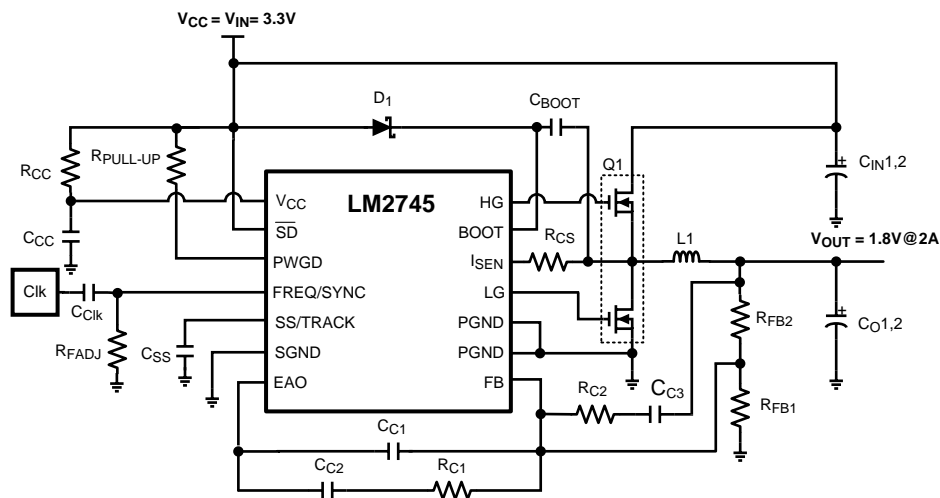 VCC = VIN= 3.3V
D1
CBOOT
RCC
RPULL-UP
Q1
CIN1,2
LM2745
VCC
HG
SD
BOOT
CCC
RCS
L1
VOUT = 1.8V@2A
PWGD
ISEN
Clk
FREQ/SYNC
LG
CClk
SS/TRACK
PGND
RFB2
CO1,2
RFADJ
CSS
SGND
PGND
EAO
FB
RC2
CC3
RFB1
CC1
CC2
RC1